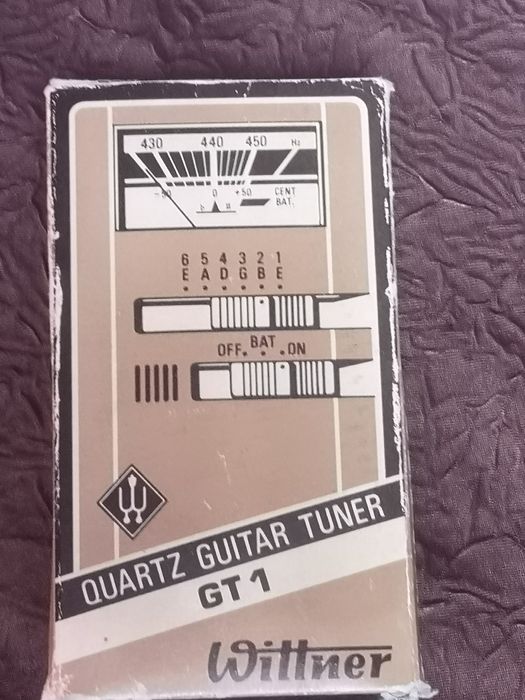 430 440 450 Hz
-50 0 +50 CENT
b # BAT.
6 5 4 3 2 1
E A D G B E
OFF. BAT .ON
QUARTZ GUITAR TUNER
GT 1
Wittner